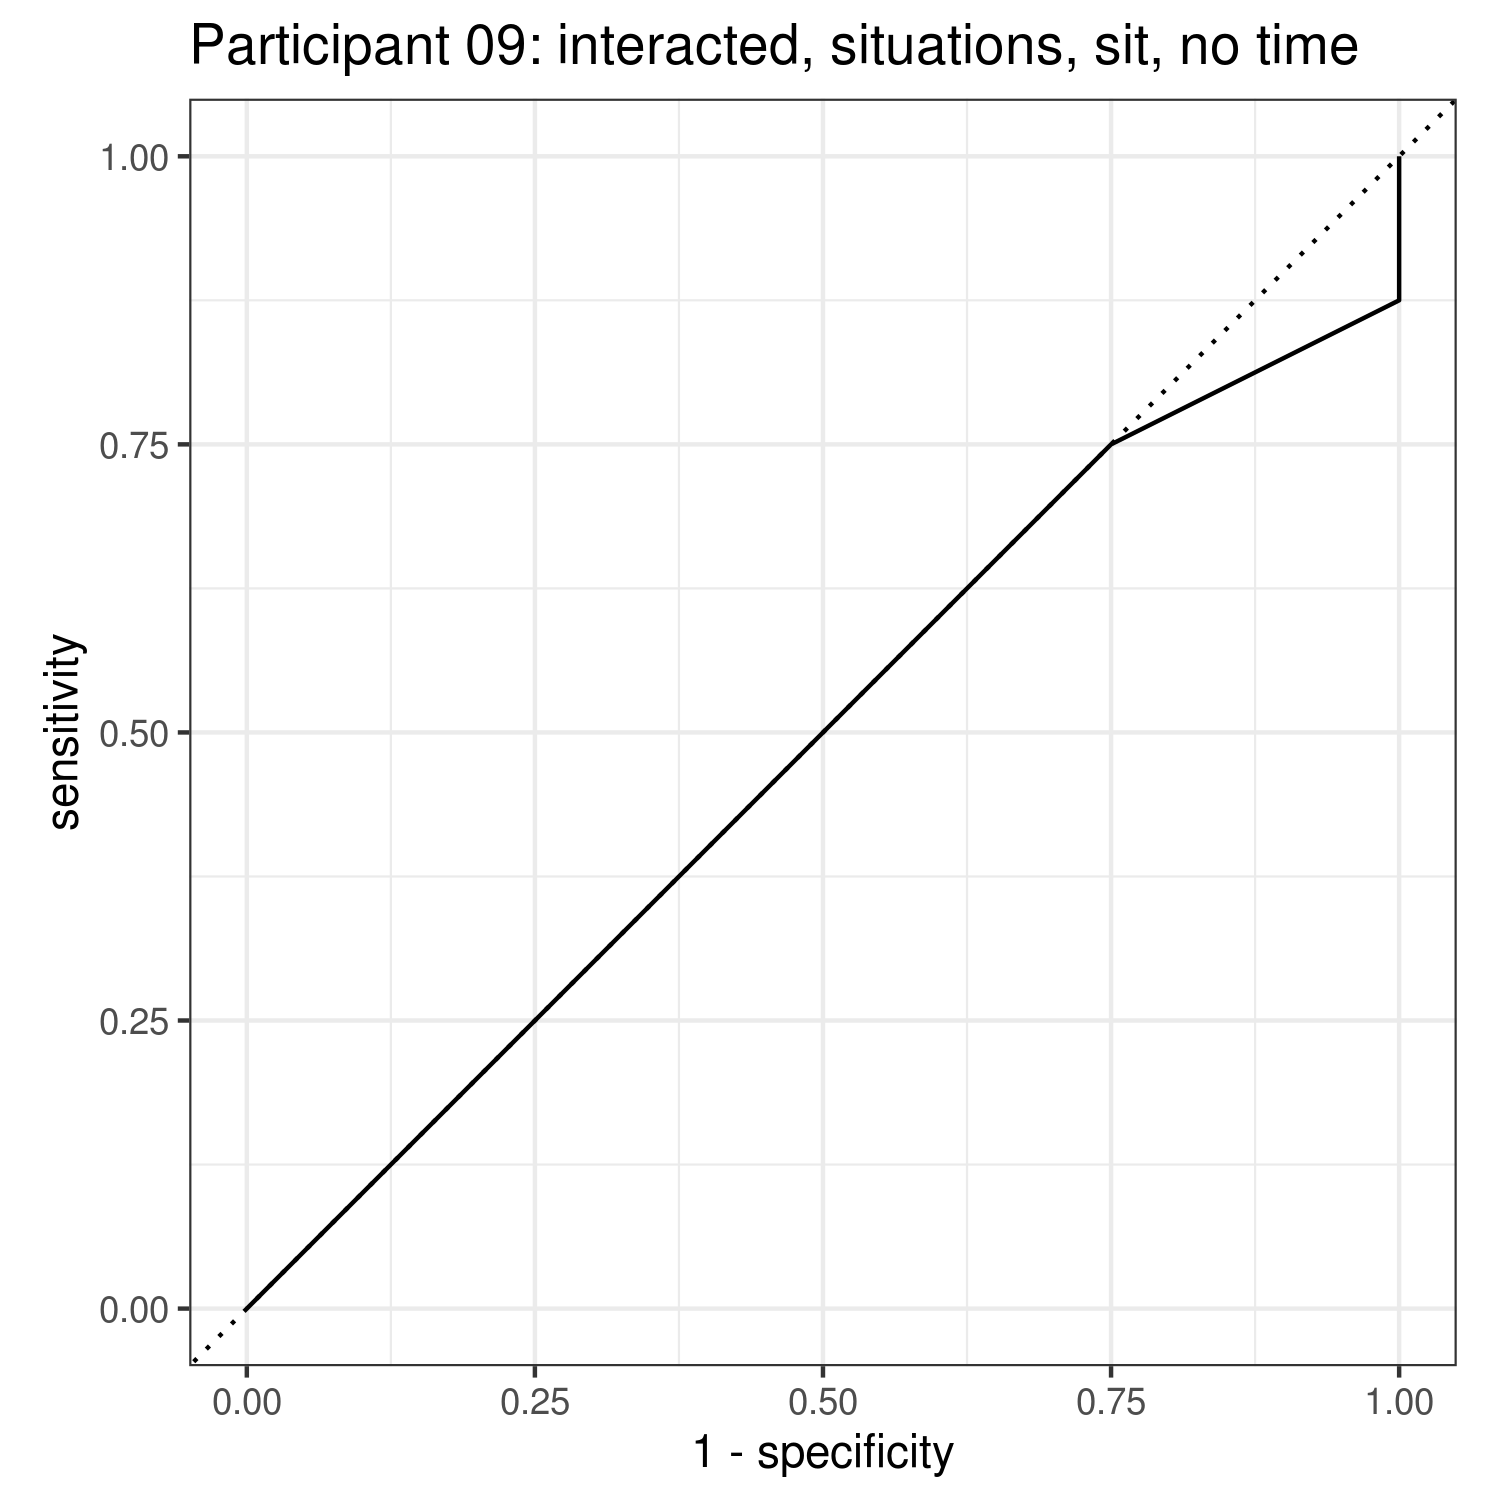 Participant 09: interacted, situations, sit, no time
1.00
0.75
0.50
0.25
0.00
sensitivity
0.00 0.25 0.50 0.75 1.00
1 - specificity